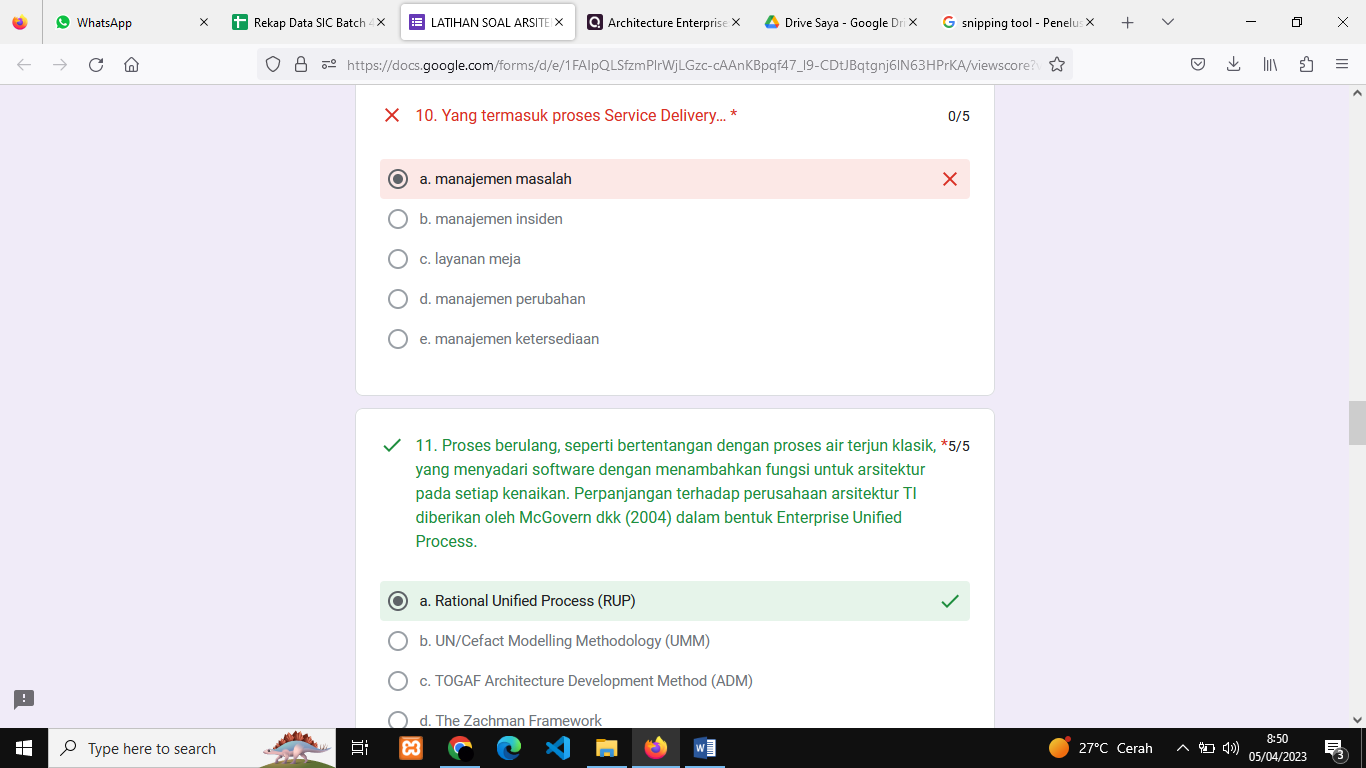 WhatsApp
Rekap Data SIC Batch 4
LATIHAN SOAL ARSITE
Architecture Enterprise
Drive Saya - Google Dri
snipping tool - Penelus
https://docs.google.com/forms/d/e/1FAIpQLSfzmPlrWjLGzc-cAAnKBpqf47_l9-CDtJBqtgnj6lN63HPrKA/viewscore?
10. Yang termasuk proses Service Delivery... *
0/5
a. manajemen masalah
b. manajemen insiden
c. layanan meja
d. manajemen perubahan
e. manajemen ketersediaan
11. Proses berulang, seperti bertentangan dengan proses air terjun klasik, *5/5
yang menyadari software dengan menambahkan fungsi untuk arsitektur
pada setiap kenaikan. Perpanjangan terhadap perusahaan arsitektur TI
diberikan oleh McGovern dkk (2004) dalam bentuk Enterprise Unified
Process.
a. Rational Unified Process (RUP)
b. UN/Cefact Modelling Methodology (UMM)
c. TOGAF Architecture Development Method (ADM)
d. The Zachman Framework
Type here to search
27°C Cerah
8:50
05/04/2023
3